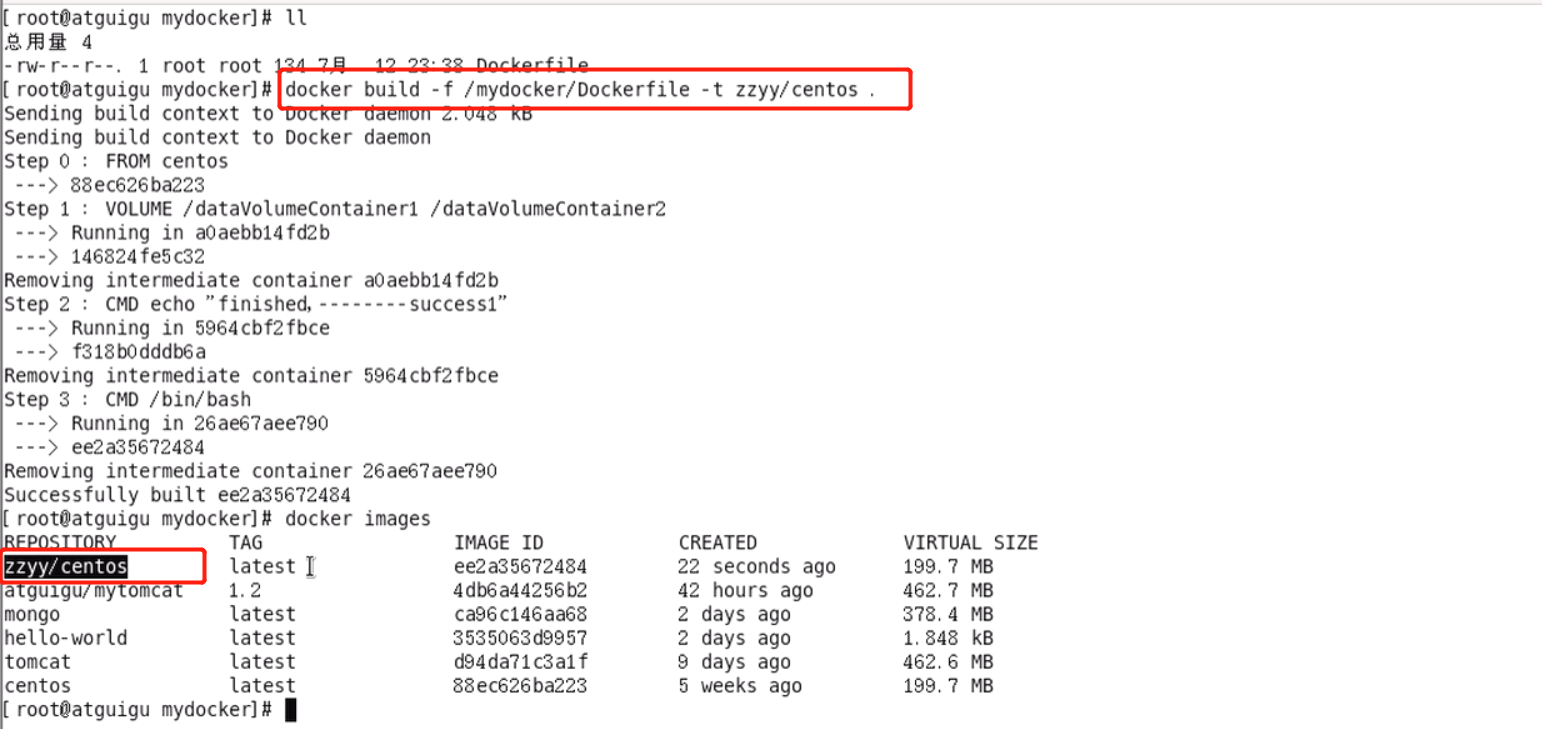 [root@atguigu mydocker]# ll
总用量 4
-rw-r--r--. 1 root root 134 7月  12 23:38 Dockerfile
[root@atguigu mydocker]# docker build -f /mydocker/Dockerfile -t zzyy/centos .
Sending build context to Docker daemon 2.048 kB
Sending build context to Docker daemon
Step 0 : FROM centos
 ---> 88ec626ba223
Step 1 : VOLUME /dataVolumeContainer1 /dataVolumeContainer2
 ---> Running in a0aebb14fd2b
 ---> 146824fe5c32
Removing intermediate container a0aebb14fd2b
Step 2 : CMD echo "finished,--------success1"
 ---> Running in 5964cbf2fbce
 ---> f318b0dddb6a
Removing intermediate container 5964cbf2fbce
Step 3 : CMD /bin/bash
 ---> Running in 26ae67aee790
 ---> ee2a35672484
Removing intermediate container 26ae67aee790
Successfully built ee2a35672484
[root@atguigu mydocker]# docker images
REPOSITORY TAG IMAGE ID CREATED VIRTUAL SIZE
zzyy/centos latest ee2a35672484 22 seconds ago 199.7 MB
atguigu/mytomcat 1.2 4db6a44256b2 42 hours ago 462.7 MB
mongo latest ca96c146aa68 2 days ago 378.4 MB
hello-world latest 3535063d9957 2 days ago 1.848 kB
tomcat latest d94da71c3a1f 9 days ago 462.6 MB
centos latest 88ec626ba223 5 weeks ago 199.7 MB
[root@atguigu mydocker]#